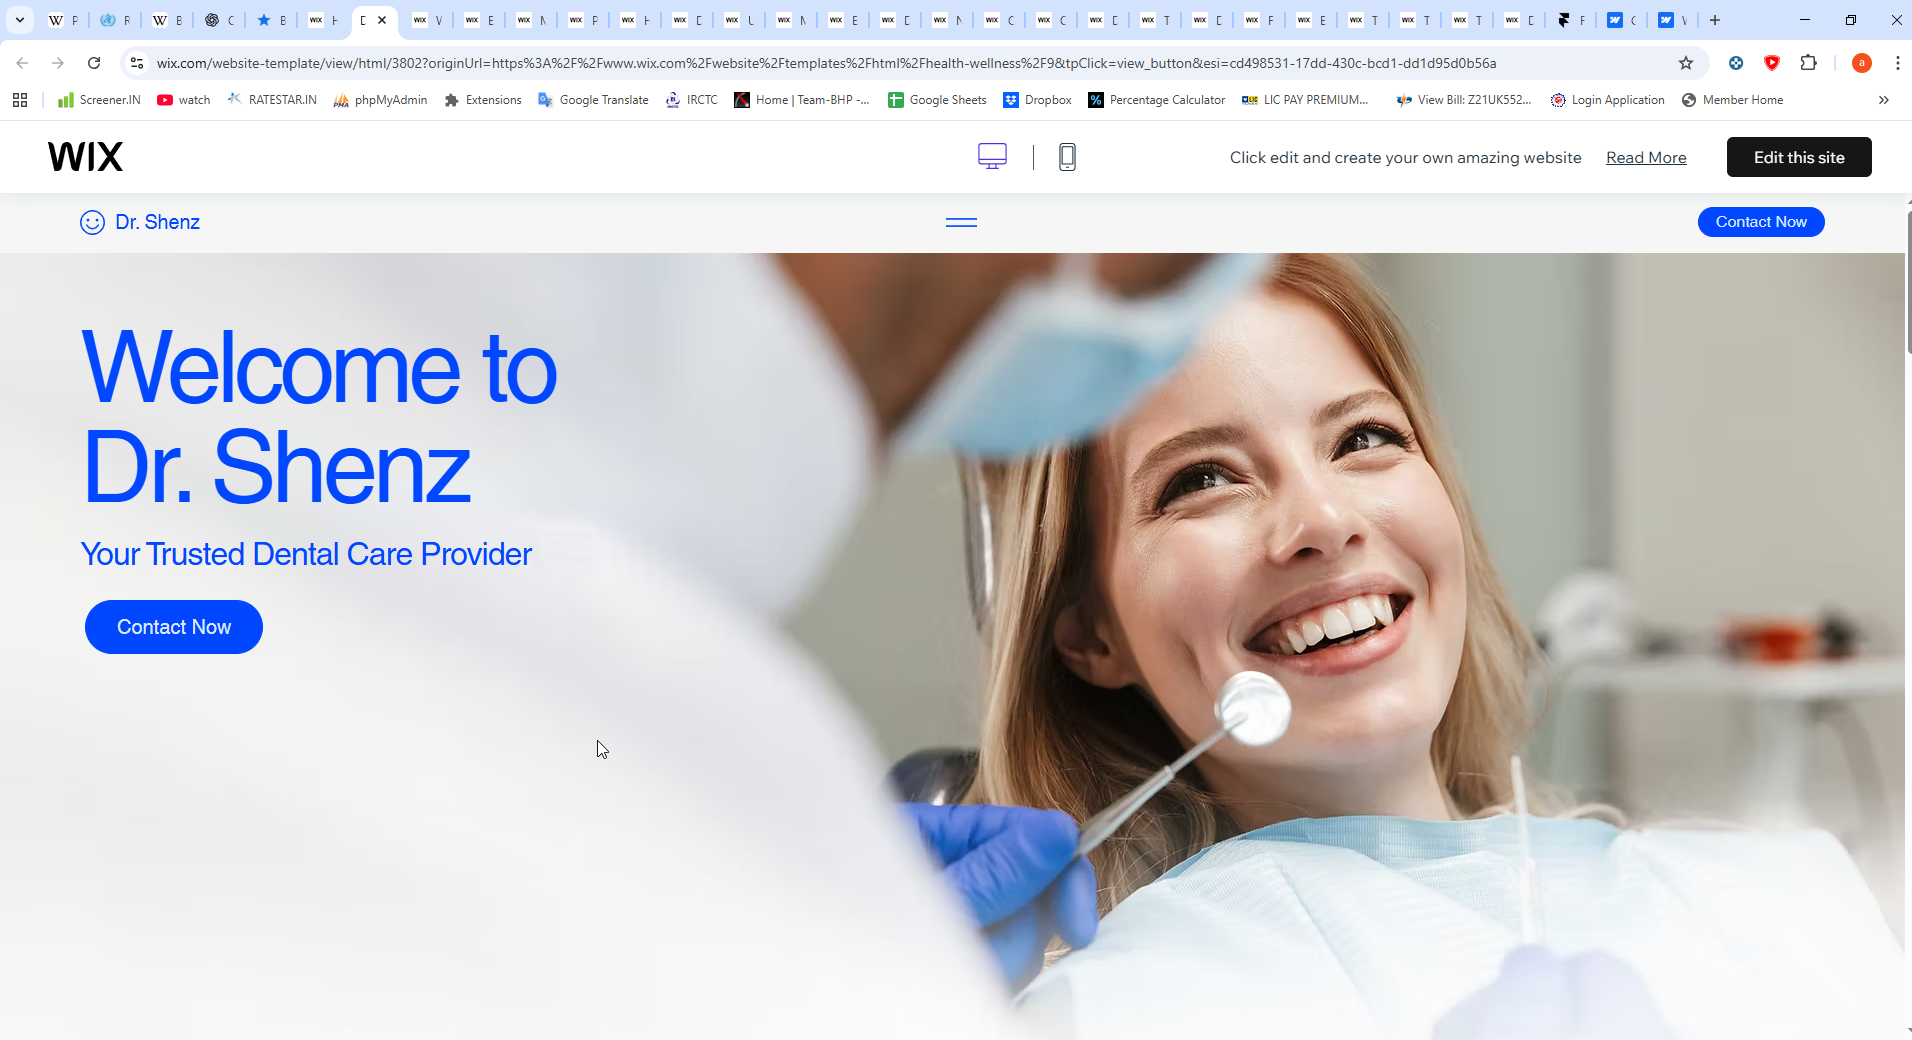 P
R
B
C
B
H
D
V
E
M
P
H
D
U
M
E
D
N
C
C
D
T
D
F
E
T
T
T
D
F
C
V
wix.com/website-template/view/html/3802?originUrl=https%3A%2F%2Fwww.wix.com%2Fwebsite%2Ftemplates%2Fhtml%2Fhealth-wellness%2F9&tpClick=view_button&esi=cd498531-17dd-430c-bcd1-dd1d95d0b56a
a
Screener.IN
watch
RATESTAR.IN
phpMyAdmin
Extensions
Google Translate
IRCTC
Home | Team-BHP -...
Google Sheets
Dropbox
Percentage Calculator
LIC PAY PREMIUM...
View Bill: Z21UK552...
Login Application
Member Home
WIX
Click edit and create your own amazing website
Read More
Edit this site
Dr. Shenz
Contact Now
Welcome to
Dr. Shenz
Your Trusted Dental Care Provider
Contact Now